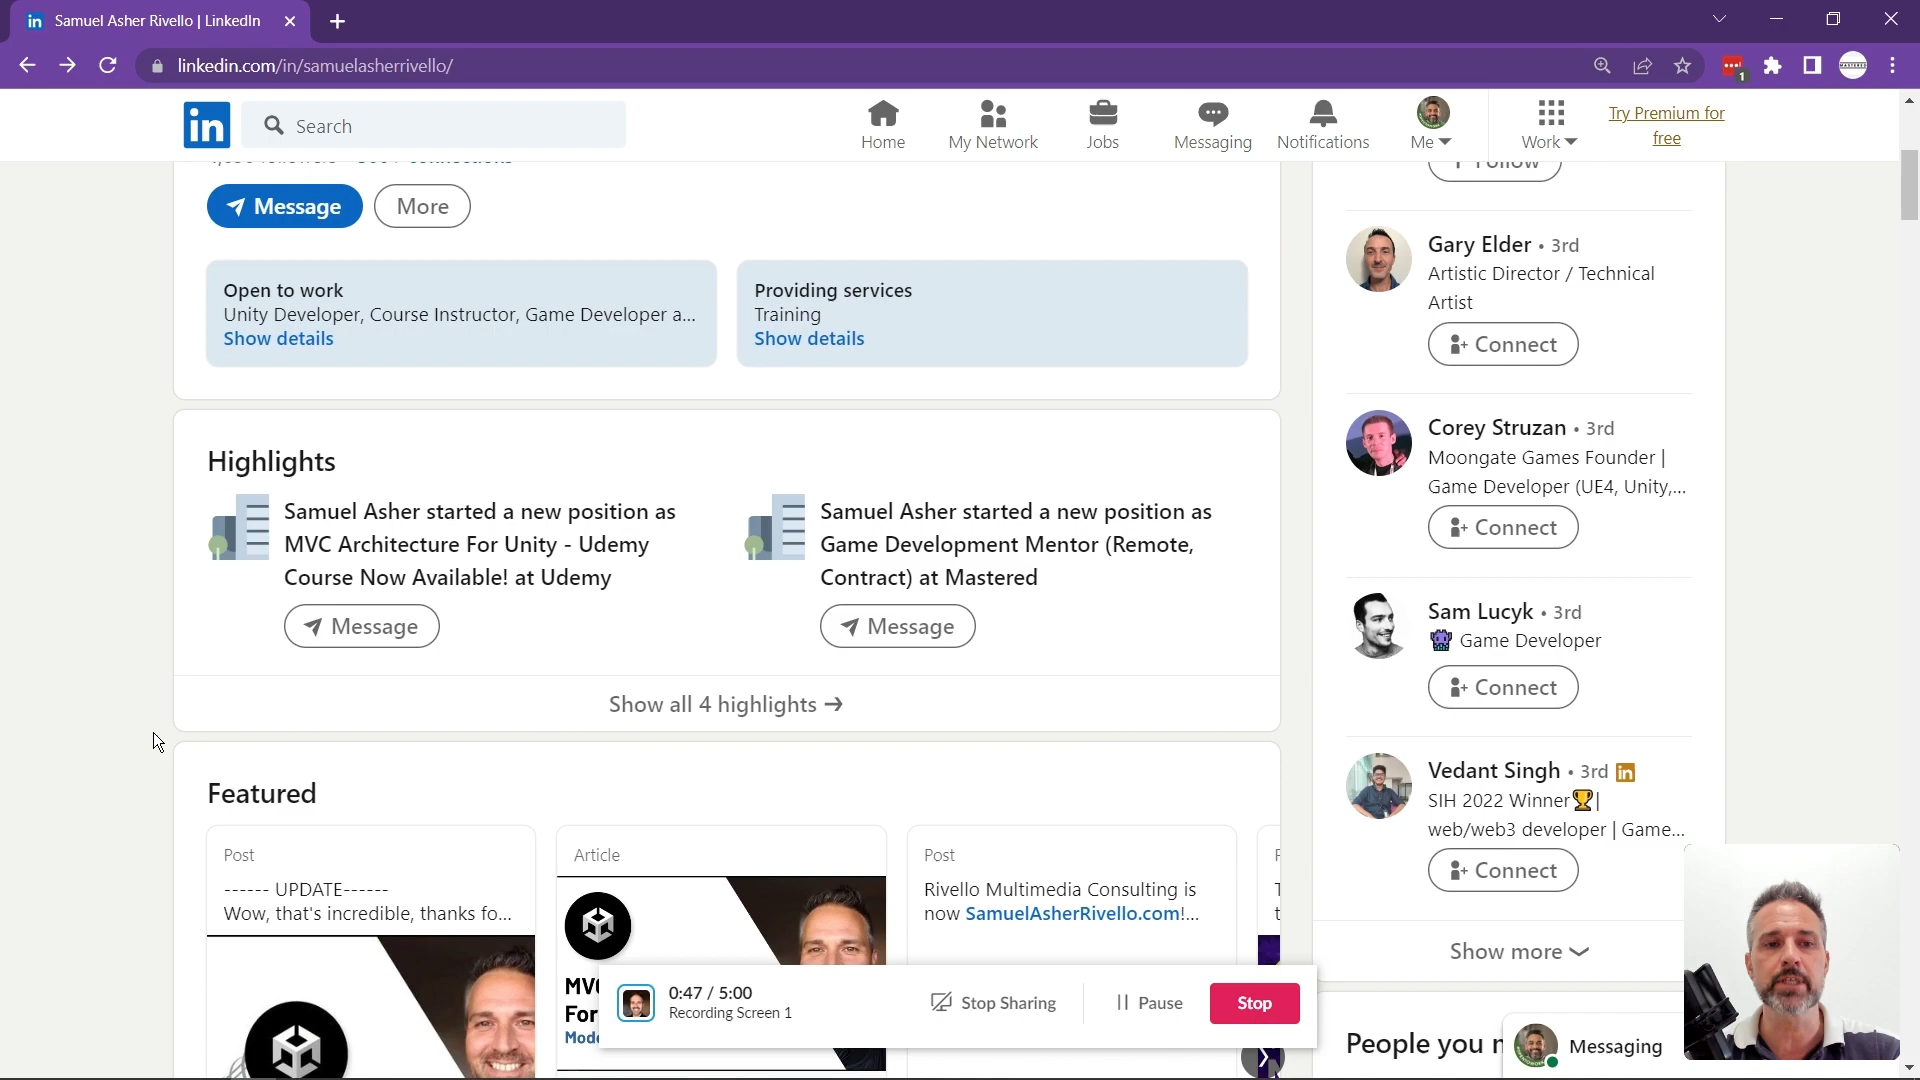 in Samuel Asher Rivello | LinkedIn
linkedin.com/in/samuelasherrivello/
1
in
Search
Home
My Network
Jobs
Messaging
Notifications
Me
Work
Try Premium for
free
Message
More
Open to work
Unity Developer, Course Instructor, Game Developer a...
Show details
Providing services
Training
Show details
Highlights
Samuel Asher started a new position as
MVC Architecture For Unity - Udemy
Course Now Available! at Udemy
Message
Samuel Asher started a new position as
Game Development Mentor (Remote,
Contract) at Mastered
Message
Show all 4 highlights →
Featured
Post
------ UPDATE------
Wow, that's incredible, thanks fo...
Article
For
Post
Rivello Multimedia Consulting is
now SamuelAsherRivello.com!...
0:47 / 5:00
Recording Screen 1
Stop Sharing
Pause
Stop
Follow
Gary Elder • 3rd
Artistic Director / Technical
Artist
Connect
Corey Struzan • 3rd
Moongate Games Founder |
Game Developer (UE4, Unity,...
Connect
Sam Lucyk • 3rd
Game Developer
Connect
Vedant Singh • 3rd in
SIH 2022 Winner🏆|
web/web3 developer | Game...
Connect
Show more
People you
Messaging